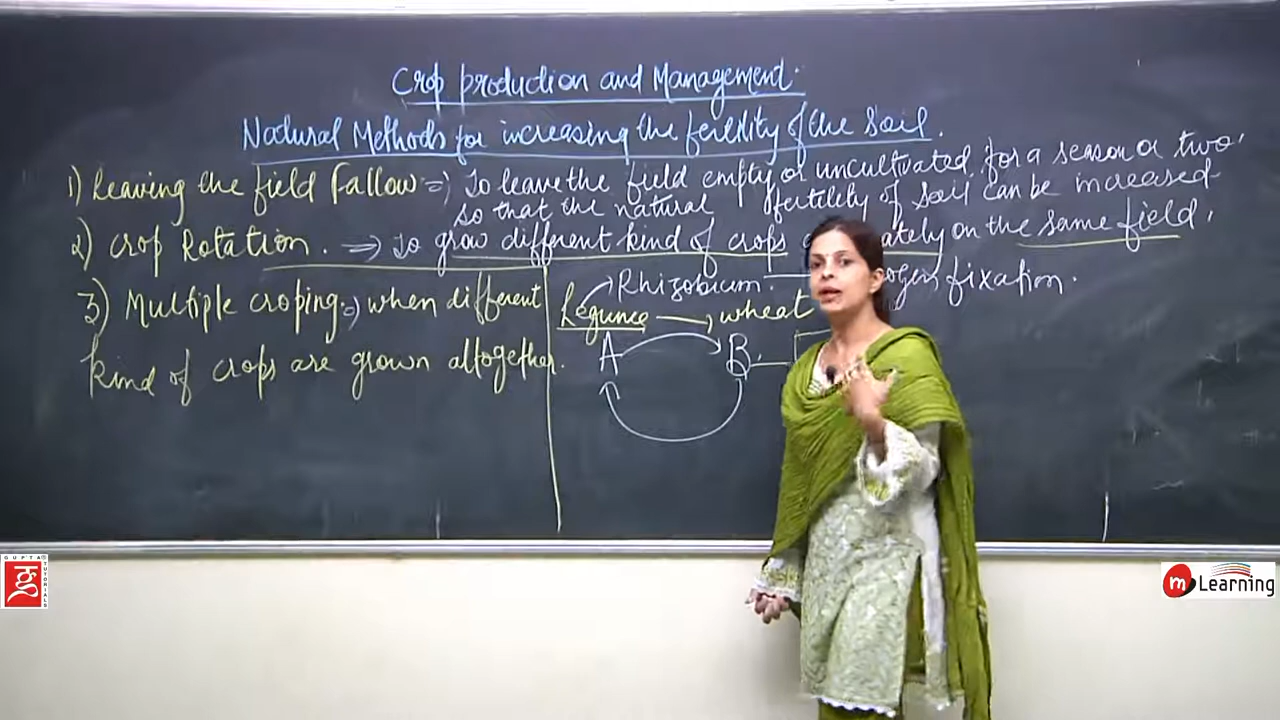 Crop production and Management.
Natural Methods for increasing the fertility of the soil.
1) Leaving the field fallow => To leave the field empty or uncultivated for a season or two,
so that the natural fertility of soil can be increased
2) Crop Rotation. => To grow different kind of crops on the same field,
3) Multiple croping. => when different
kind of crops are grown altogether.
Rhizobium. fixation.
Legumes wheat
A B
GUPTA TUTORIALS
m Learning